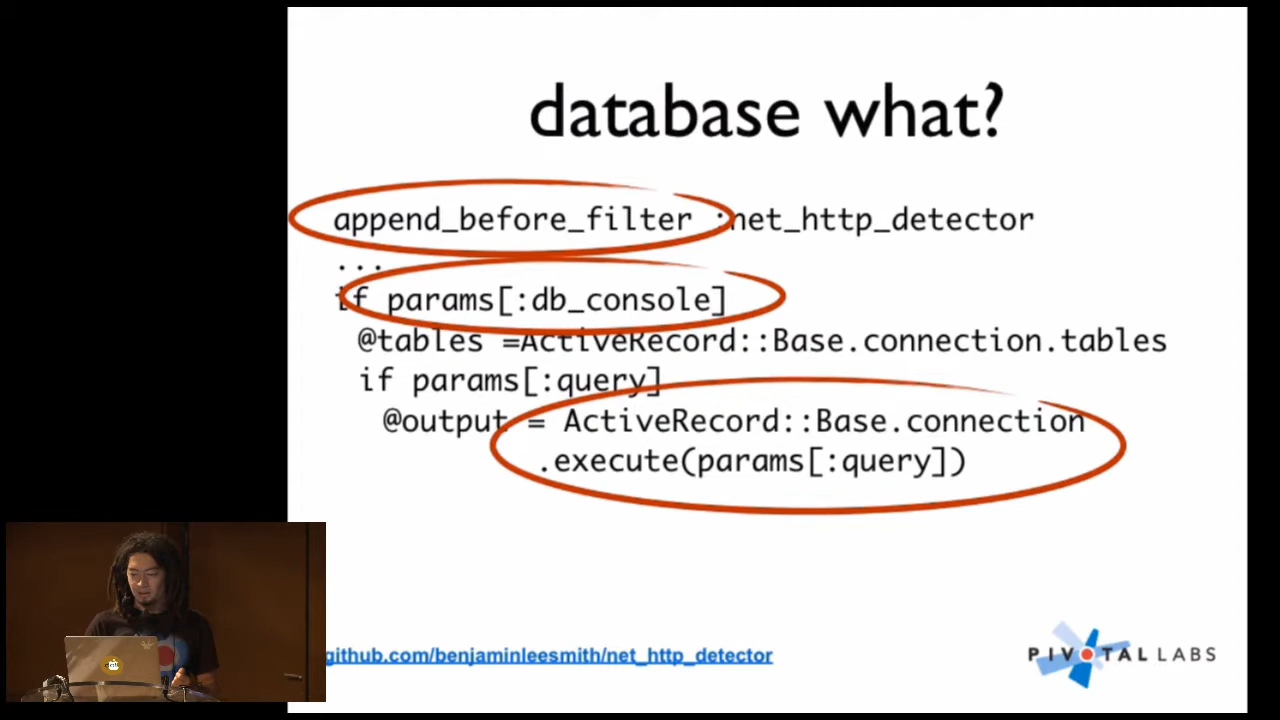 database what?
append_before_filter :net_http_detector
...
if params[:db_console]
@tables =ActiveRecord::Base.connection.tables
if params[:query]
@output = ActiveRecord::Base.connection
.execute(params[:query])
github.com/benjaminleesmith/net_http_detector
PIVOTAL LABS